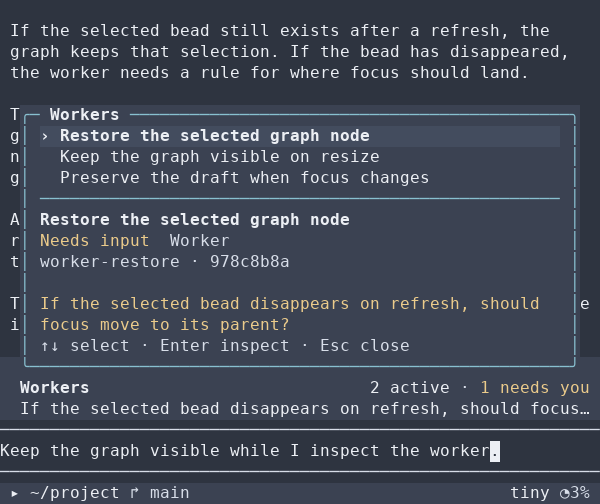 If the selected bead still exists after a refresh, the
graph keeps that selection. If the bead has disappeared,
the worker needs a rule for where focus should land.
T
Workers
g
› Restore the selected graph node
n
Keep the graph visible on resize
g
Preserve the draft when focus changes
A
Restore the selected graph node
r
Needs input  Worker
t
worker-restore · 978c8b8a
T
If the selected bead disappears on refresh, should
e
i
focus move to its parent?
↑↓ select · Enter inspect · Esc close
Workers 2 active · 1 needs you
If the selected bead disappears on refresh, should focus…
Keep the graph visible while I inspect the worker.
▸ ~/project ↱ main tiny ◔3%